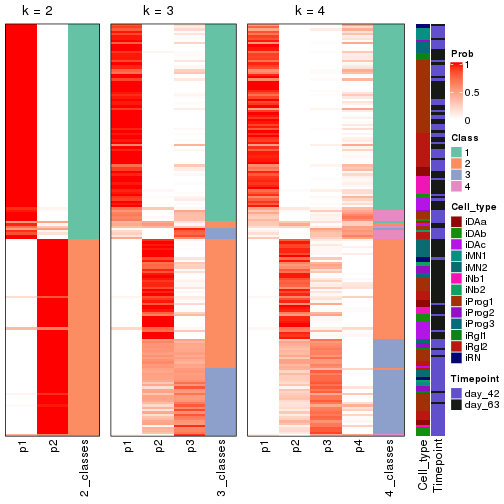 k = 2
k = 3
k = 4
p1
p2
2_classes
p1
p2
p3
3_classes
p1
p2
p3
p4
4_classes
Cell_type
Timepoint
Prob
1
0.5
0
Class
1
2
3
4
Cell_type
iDAa
iDAb
iDAc
iMN1
iMN2
iNb1
iNb2
iProg1
iProg2
iProg3
iRgl1
iRgl2
iRN
Timepoint
day_42
day_63